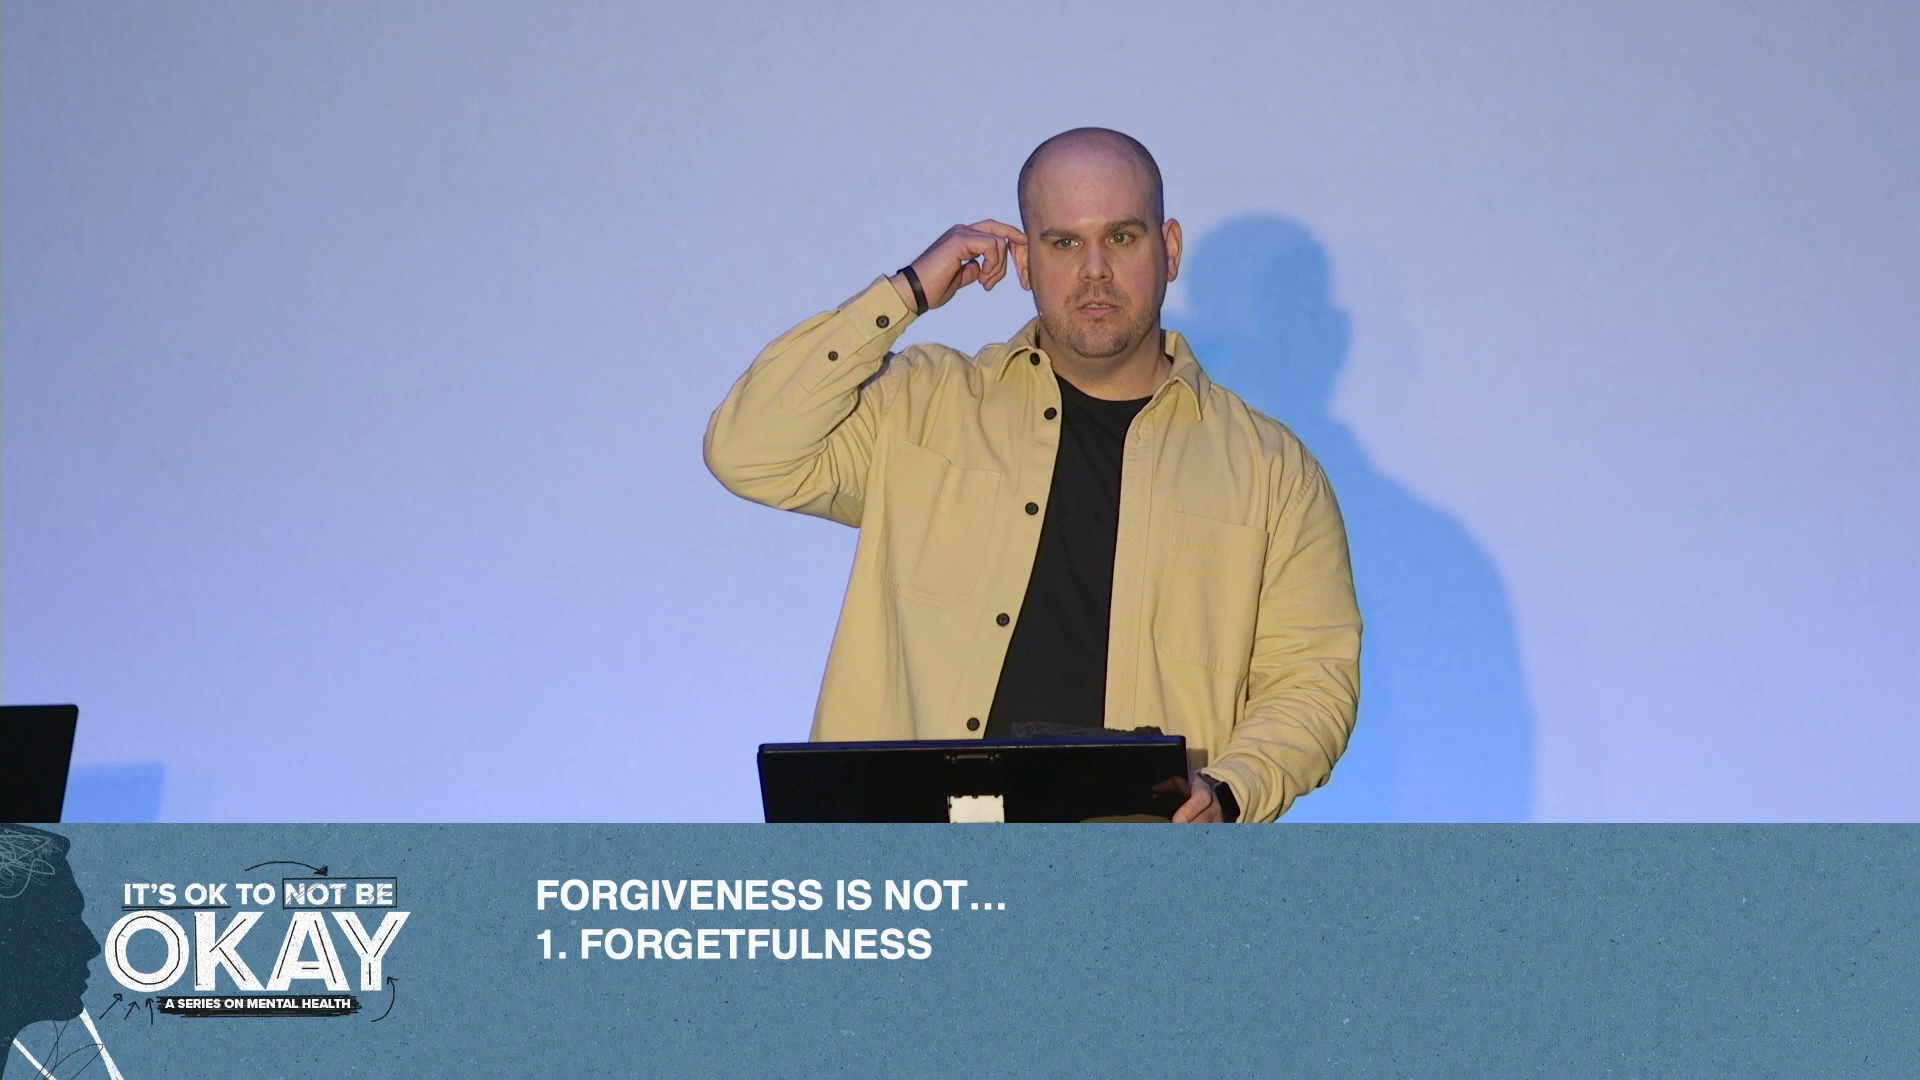 IT'S OK TO NOT BE
OKAY
A SERIES ON MENTAL HEALTH
FORGIVENESS IS NOT...
1. FORGETFULNESS